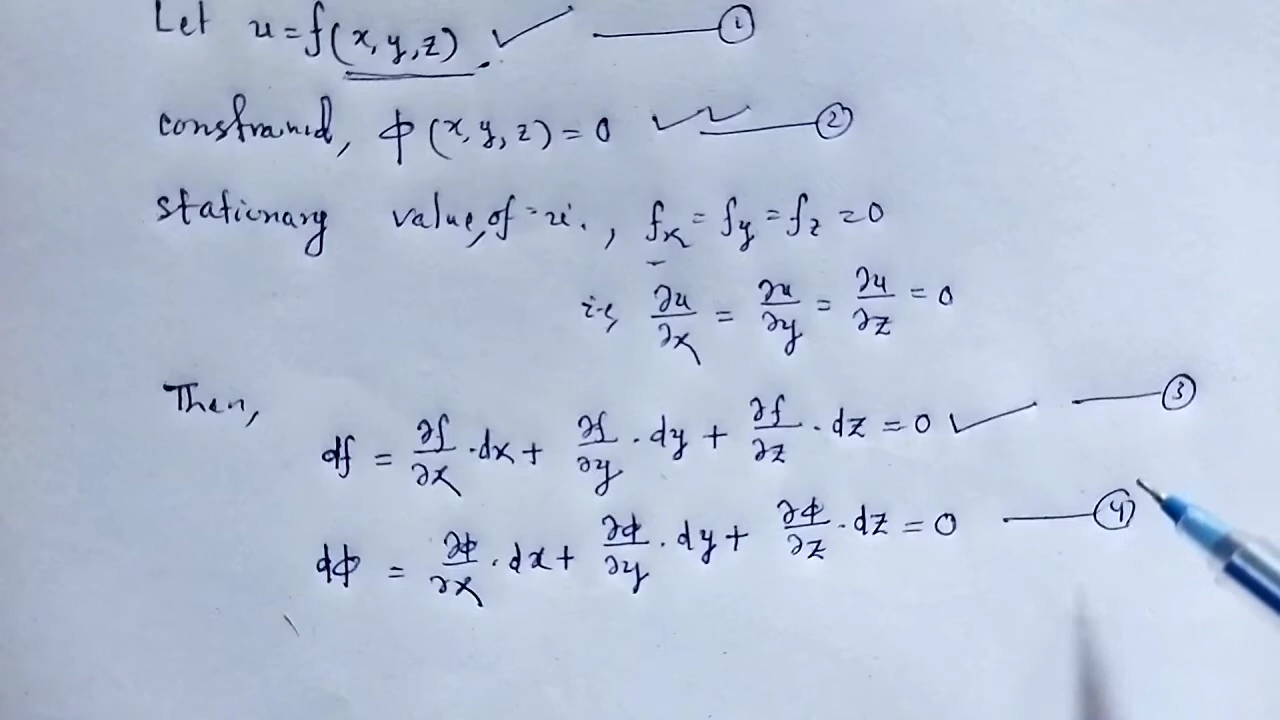 Let u = f(x, y, z). ①
constraind, φ(x, y, z) = 0 ②
stationary value, of "u"., fx = fy = fz = 0
i.e, ∂u/∂x = ∂u/∂y = ∂u/∂z = 0
Then,
df = ∂f/∂x · dx + ∂f/∂y · dy + ∂f/∂z · dz = 0 ③
dφ = ∂φ/∂x · dx + ∂φ/∂y · dy + ∂φ/∂z · dz = 0 ④